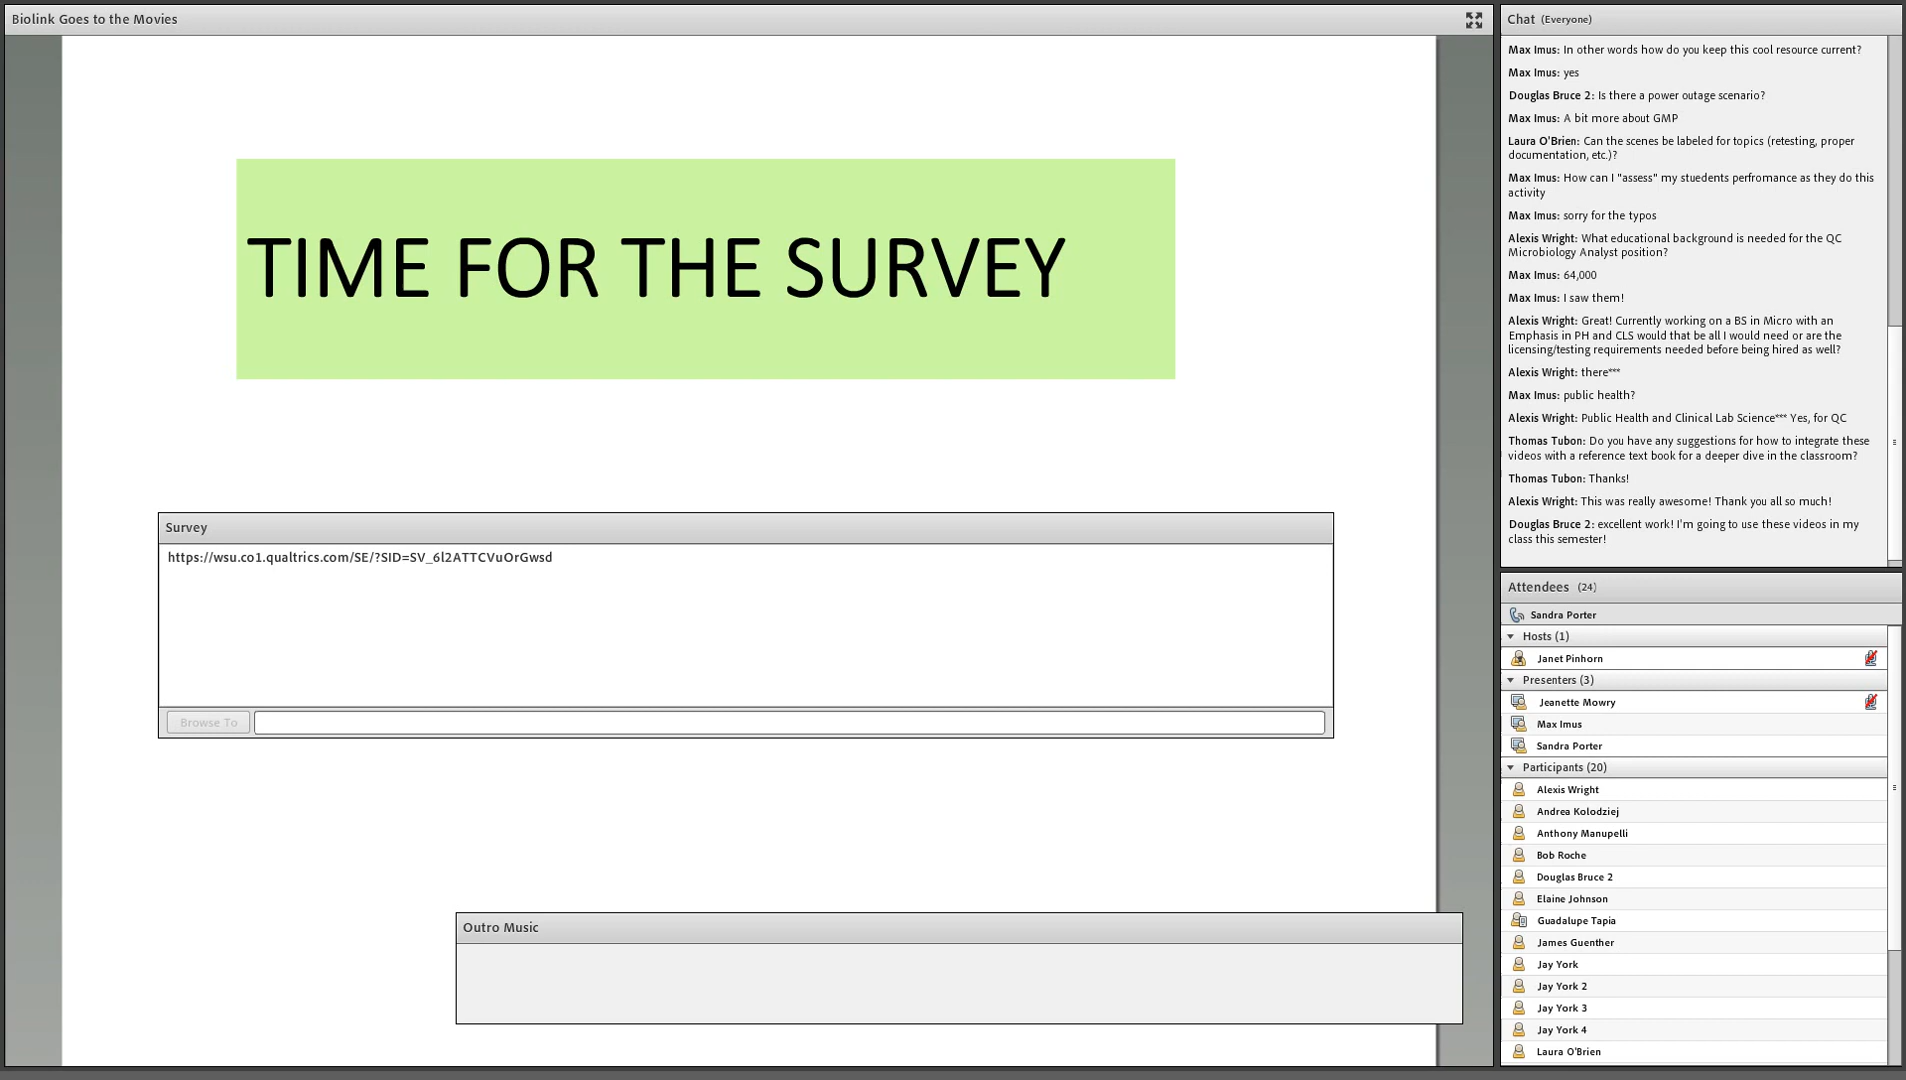 Biolink Goes to the Movies
TIME FOR THE SURVEY
Survey
https://wsu.co1.qualtrics.com/SE/?SID=SV_6l2ATTCVuOrGwsd
Browse To
Outro Music
Chat (Everyone)
Max Imus: In other words how do you keep this cool resource current?
Max Imus: yes
Douglas Bruce 2: Is there a power outage scenario?
Max Imus: A bit more about GMP
Laura O'Brien: Can the scenes be labeled for topics (retesting, proper
documentation, etc.)?
Max Imus: How can I "assess" my stuedents perfromance as they do this
activity
Max Imus: sorry for the typos
Alexis Wright: What educational background is needed for the QC
Microbiology Analyst position?
Max Imus: 64,000
Max Imus: I saw them!
Alexis Wright: Great! Currently working on a BS in Micro with an
Emphasis in PH and CLS would that be all I would need or are the
licensing/testing requirements needed before being hired as well?
Alexis Wright: there***
Max Imus: public health?
Alexis Wright: Public Health and Clinical Lab Science*** Yes, for QC
Thomas Tubon: Do you have any suggestions for how to integrate these
videos with a reference text book for a deeper dive in the classroom?
Thomas Tubon: Thanks!
Alexis Wright: This was really awesome! Thank you all so much!
Douglas Bruce 2: excellent work! I'm going to use these videos in my
class this semester!
Attendees (24)
Sandra Porter
Hosts (1)
Janet Pinhorn
Presenters (3)
Jeanette Mowry
Max Imus
Sandra Porter
Participants (20)
Alexis Wright
Andrea Kolodziej
Anthony Manupelli
Bob Roche
Douglas Bruce 2
Elaine Johnson
Guadalupe Tapia
James Guenther
Jay York
Jay York 2
Jay York 3
Jay York 4
Laura O'Brien